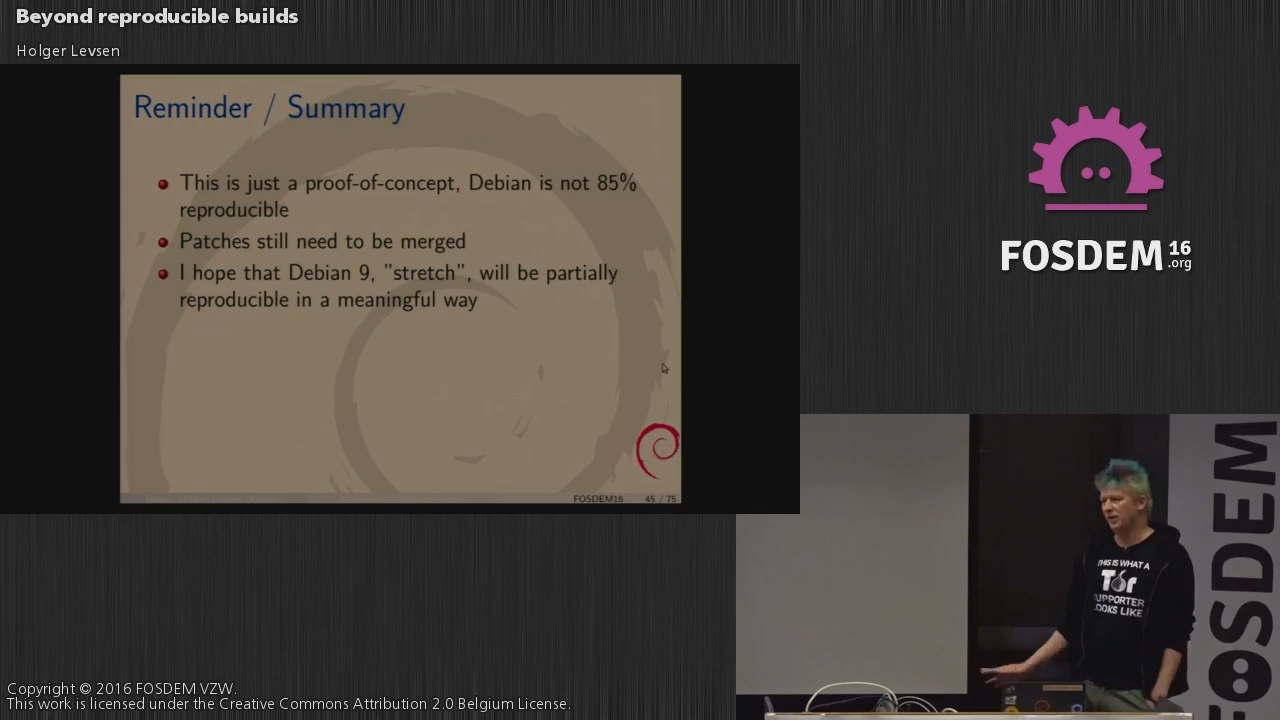 Beyond reproducible builds
Holger Levsen
Reminder / Summary
This is just a proof-of-concept, Debian is not 85%
reproducible
Patches still need to be merged
I hope that Debian 9, "stretch", will be partially
reproducible in a meaningful way
FOSDEM16 45 / 75
FOSDEM 16
.org
THIS IS WHAT A
Tor
SUPPORTER
LOOKS LIKE
FOSDEM
Copyright © 2016 FOSDEM VZW.
This work is licensed under the Creative Commons Attribution 2.0 Belgium License.